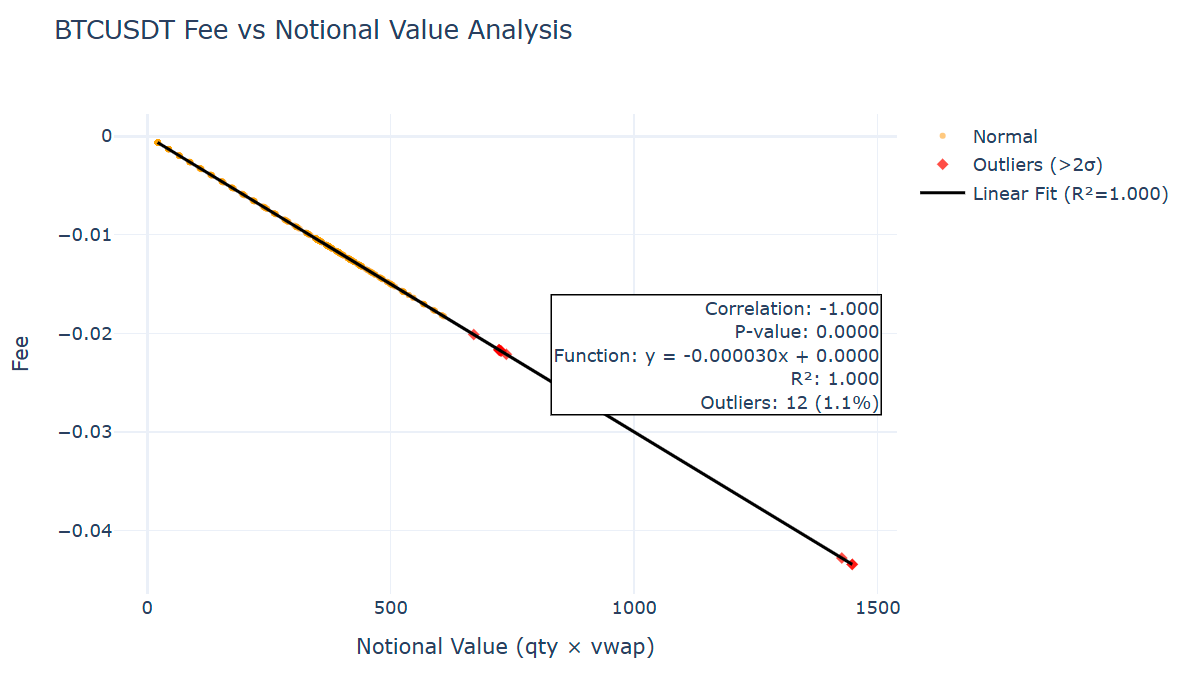 BTCUSDT Fee vs Notional Value Analysis
0
−0.01
−0.02
−0.03
−0.04
Fee
0
500
1000
1500
Notional Value (qty × vwap)
Normal
Outliers (>2σ)
Linear Fit (R²=1.000)
Correlation: -1.000
P-value: 0.0000
Function: y = -0.000030x + 0.0000
R²: 1.000
Outliers: 12 (1.1%)